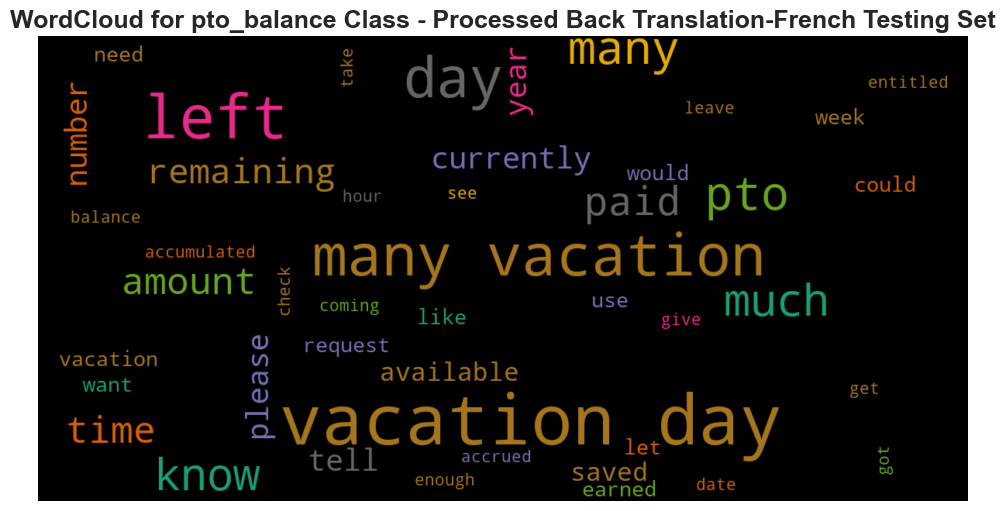 WordCloud for pto_balance Class - Processed Back Translation-French Testing Set
need
take
day
year
many
entitled
number
left
leave
week
remaining
currently
would
could
hour
see
paid
pto
balance
accumulated
many vacation
amount
check
coming
like
use
give
much
please
request
vacation
want
available
get
time
vacation day
let
know
tell
accrued
enough
saved
earned
date
got